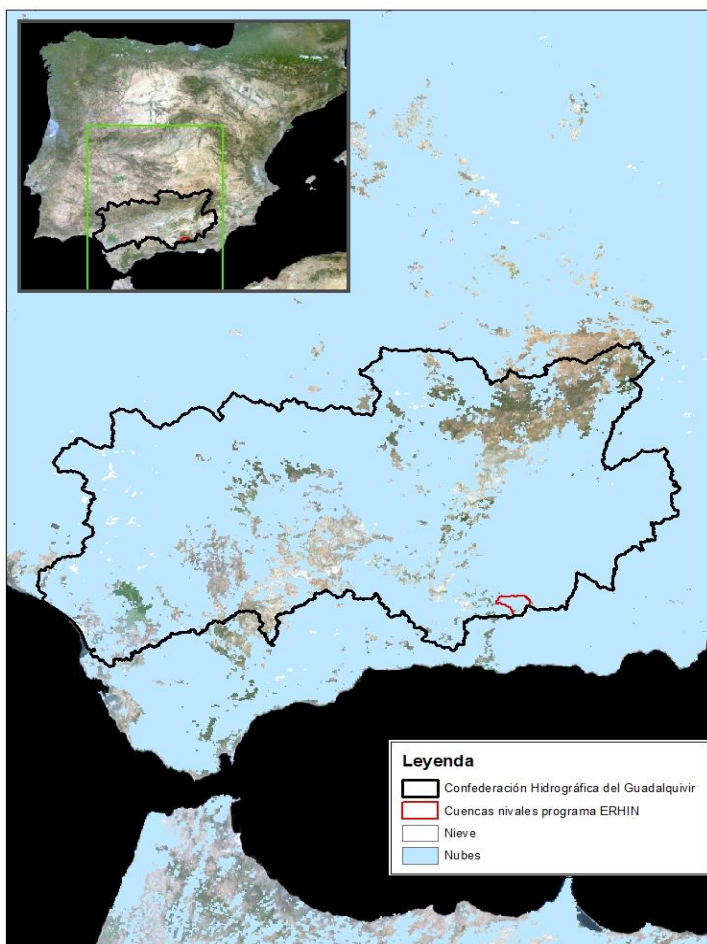 Leyenda
Confederación Hidrográfica del Guadalquivir
Cuencas nivales programa ERHIN
Nieve
Nubes